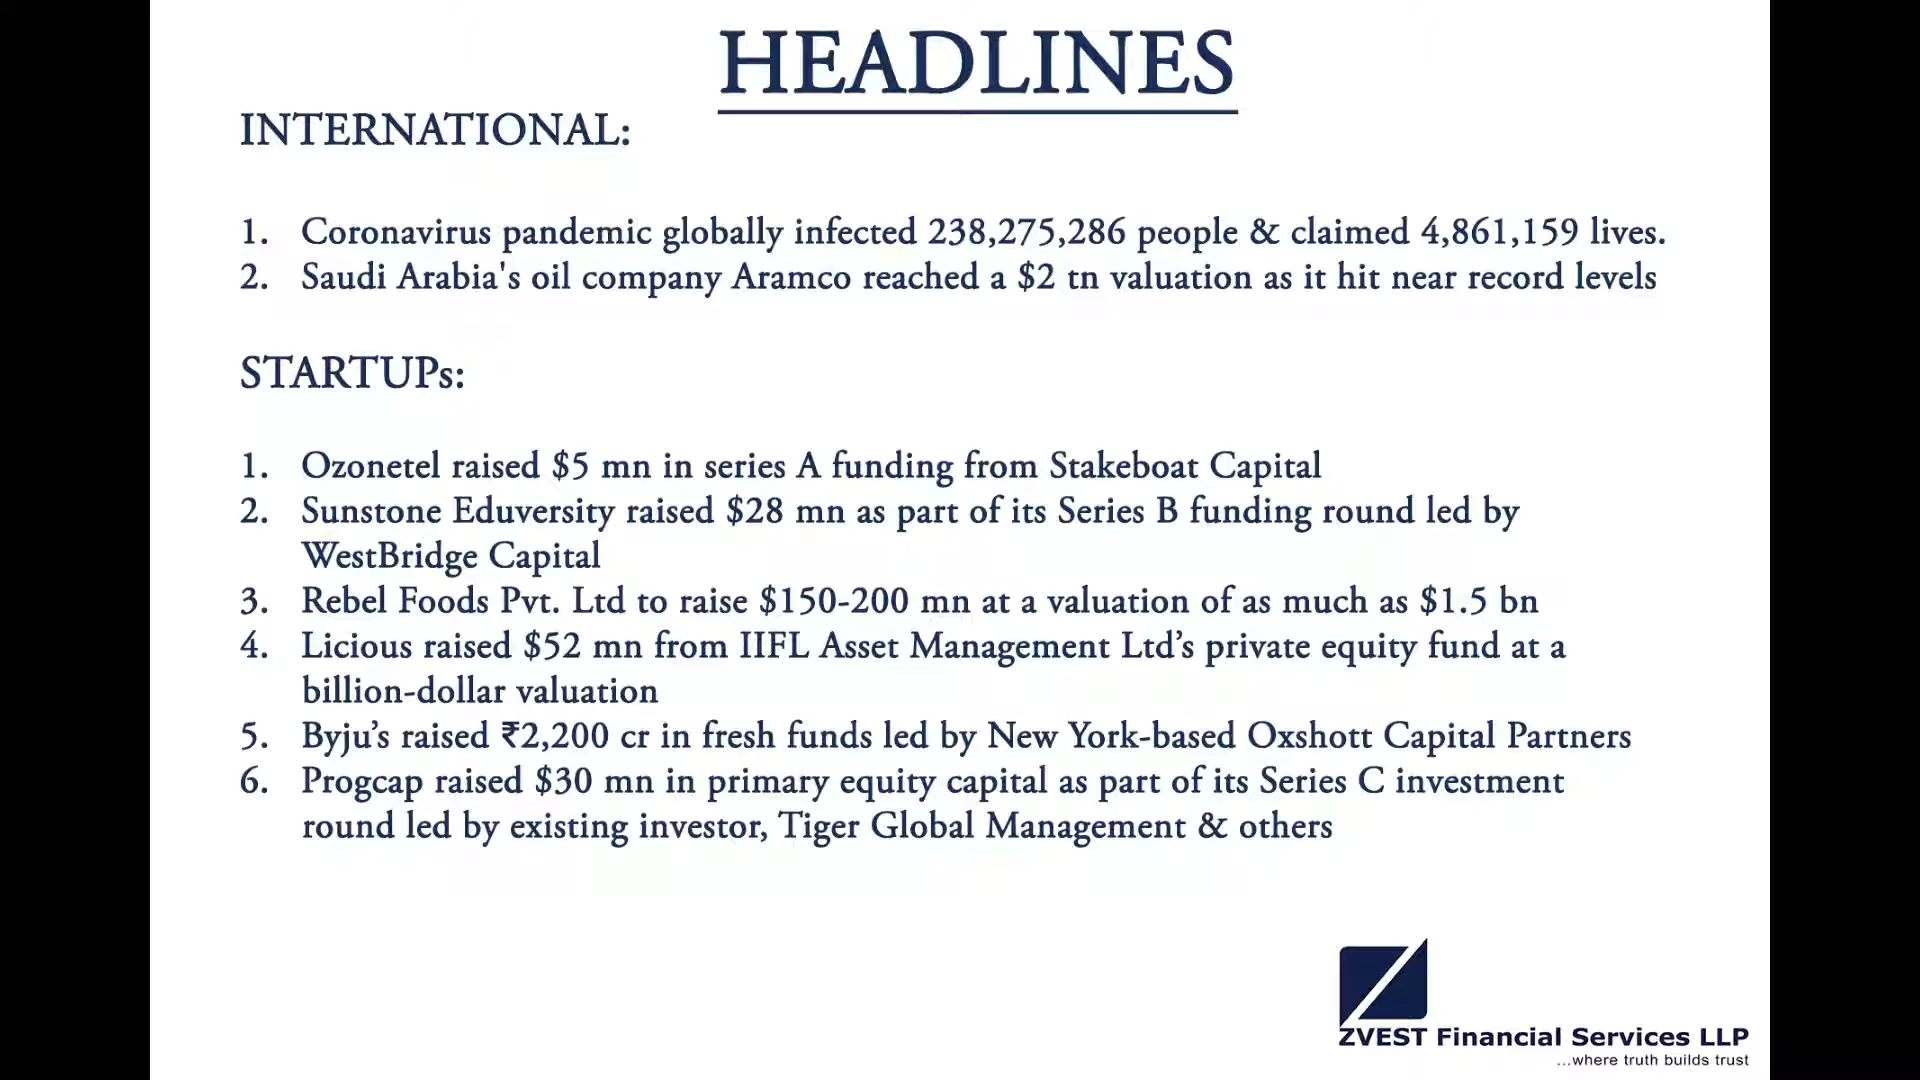 HEADLINES
INTERNATIONAL:
1. Coronavirus pandemic globally infected 238,275,286 people & claimed 4,861,159 lives.
2. Saudi Arabia's oil company Aramco reached a $2 tn valuation as it hit near record levels
STARTUPs:
1. Ozonetel raised $5 mn in series A funding from Stakeboat Capital
2. Sunstone Eduversity raised $28 mn as part of its Series B funding round led by
WestBridge Capital
3. Rebel Foods Pvt. Ltd to raise $150-200 mn at a valuation of as much as $1.5 bn
4. Licious raised $52 mn from IIFL Asset Management Ltd’s private equity fund at a
billion-dollar valuation
5. Byju’s raised ₹2,200 cr in fresh funds led by New York-based Oxshott Capital Partners
6. Progcap raised $30 mn in primary equity capital as part of its Series C investment
round led by existing investor, Tiger Global Management & others
ZVEST Financial Services LLP
...where truth builds trust